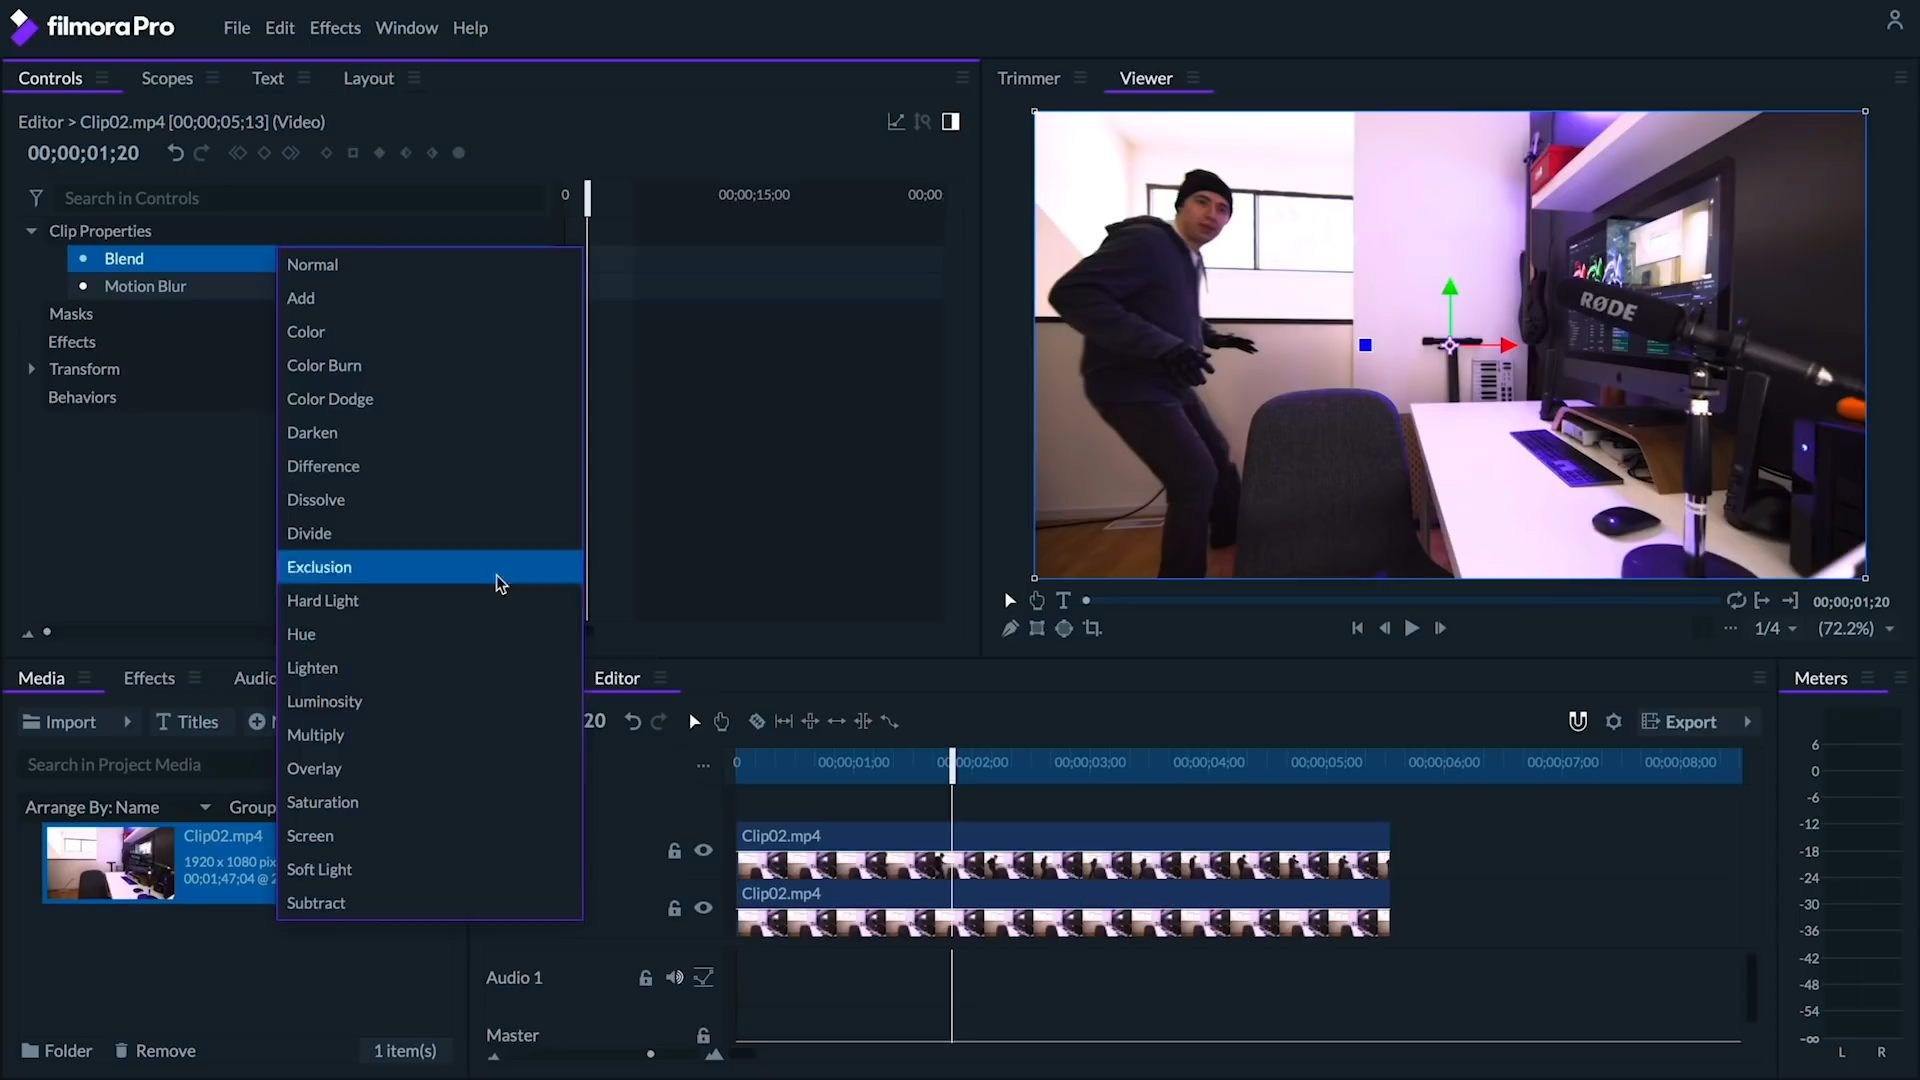 filmoraPro File Edit Effects Window Help
Controls Scopes Text Layout
Trimmer Viewer
Editor > Clip02.mp4 [00;00;05;13] (Video)
00;00;01;20
Search in Controls
0 00;00;15;00 00;00
Clip Properties
Blend
Motion Blur
Masks
Effects
Transform
Behaviors
Normal
Add
Color
Color Burn
Color Dodge
Darken
Difference
Dissolve
Divide
Exclusion
Hard Light
Hue
Lighten
Luminosity
Multiply
Overlay
Saturation
Screen
Soft Light
Subtract
RØDE
00;00;01;20
1/4 (72.2%)
Media Effects Audio
Import Titles
Search in Project Media
Arrange By: Name Group
Clip02.mp4
1920 x 1080 pix
00;01;47;04 @ 2
Folder Remove 1 item(s)
Editor
20 Export
0 00;00;01;00 00;00;02;00 00;00;03;00 00;00;04;00 00;00;05;00 00;00;06;00 00;00;07;00 00;00;08;00
Clip02.mp4
Clip02.mp4
Audio 1
Master
Meters
6
0
-6
-12
-18
-24
-30
-36
-42
-48
-54
-∞
L R